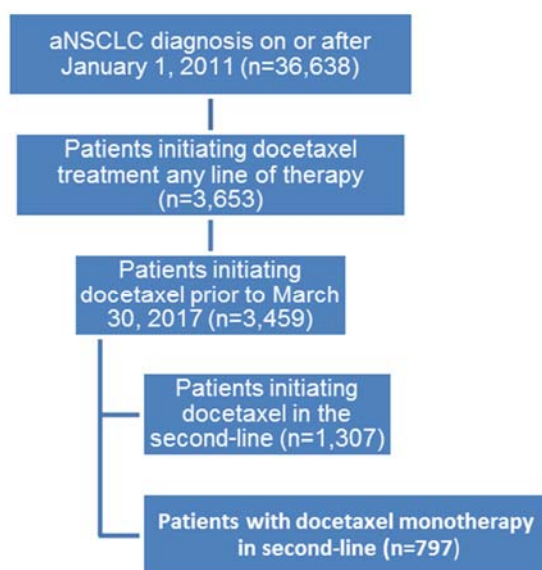 aNSCLC diagnosis on or after
January 1, 2011 (n=36,638)
Patients initiating docetaxel
treatment any line of therapy
(n=3,653)
Patients initiating
docetaxel prior to March
30, 2017 (n=3,459)
Patients initiating
docetaxel in the
second-line (n=1,307)
Patients with docetaxel monotherapy
in second-line (n=797)